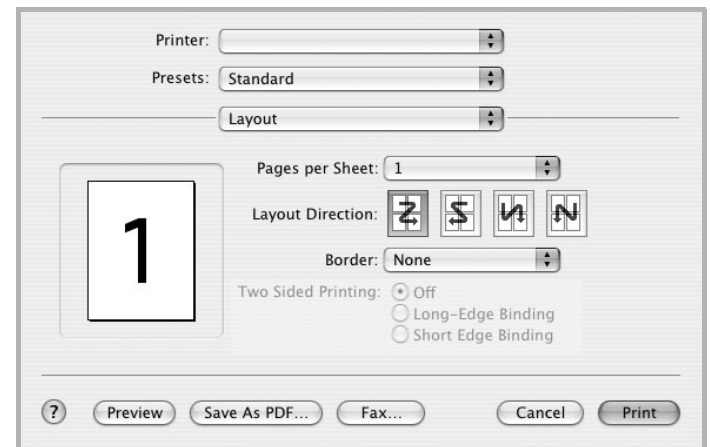 Printer:
Presets: Standard
Layout
Pages per Sheet: 1
1
Layout Direction:
Border: None
Two Sided Printing: Off
Long-Edge Binding
Short Edge Binding
? Preview Save As PDF... Fax... Cancel Print